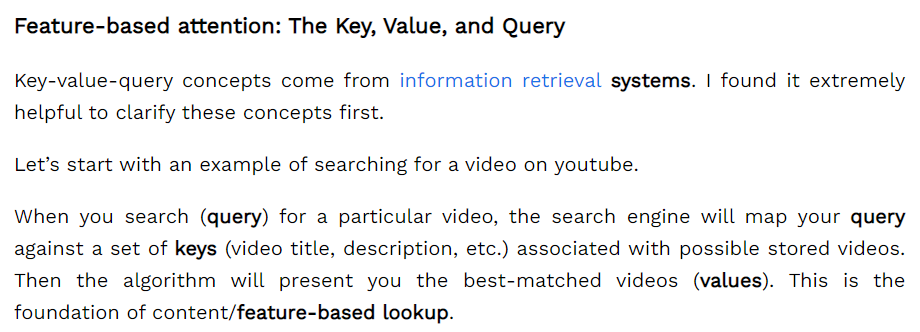 Feature-based attention: The Key, Value, and Query
Key-value-query concepts come from information retrieval systems. I found it extremely
helpful to clarify these concepts first.
Let’s start with an example of searching for a video on youtube.
When you search (query) for a particular video, the search engine will map your query
against a set of keys (video title, description, etc.) associated with possible stored videos.
Then the algorithm will present you the best-matched videos (values). This is the
foundation of content/feature-based lookup.